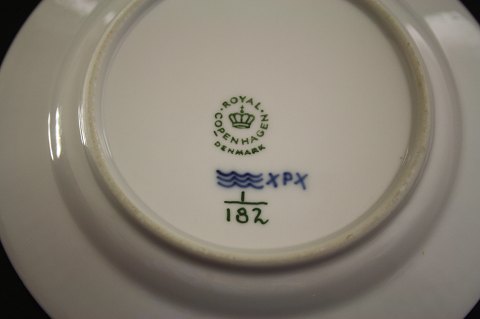 ROYAL
COPENHAGEN
DENMARK
XPX
1
182